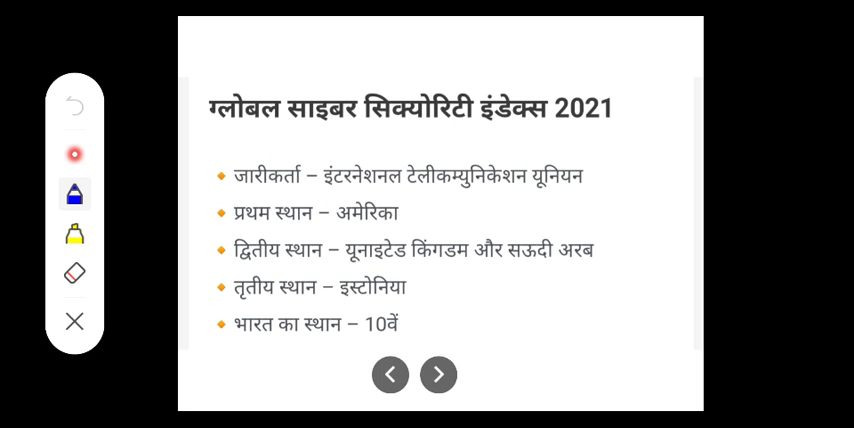 ग्लोबल साइबर सिक्योरिटी इंडेक्स 2021
जारीकर्ता – इंटरनेशनल टेलीकम्युनिकेशन यूनियन
प्रथम स्थान – अमेरिका
द्वितीय स्थान – यूनाइटेड किंगडम और सऊदी अरब
तृतीय स्थान – इस्टोनिया
भारत का स्थान – 10वें